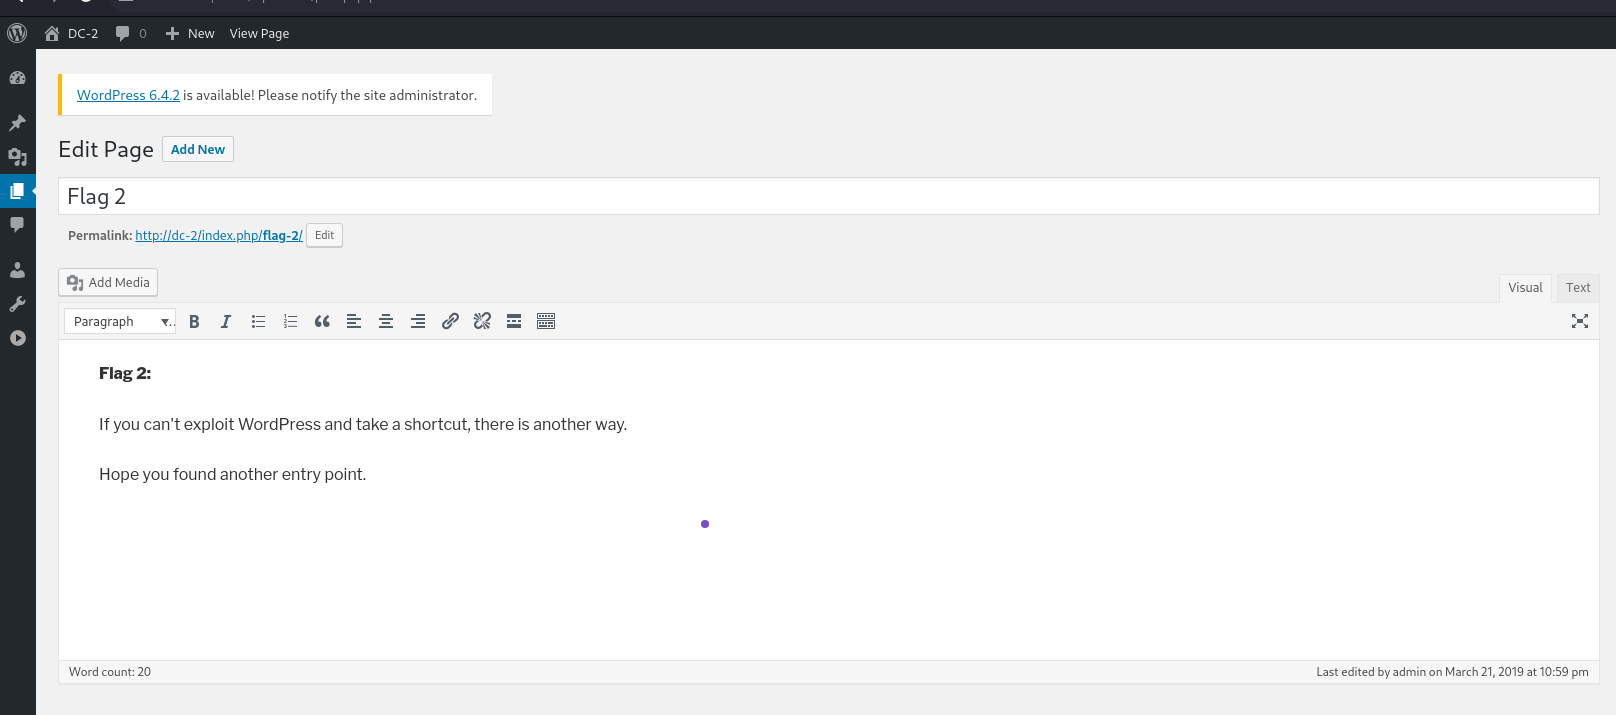 DC-2 0 New View Page
WordPress 6.4.2 is available! Please notify the site administrator.
Edit Page Add New
Flag 2
Permalink: http://dc-2/index.php/flag-2/ Edit
Add Media
Visual Text
Paragraph
Flag 2:
If you can't exploit WordPress and take a shortcut, there is another way.
Hope you found another entry point.
Word count: 20
Last edited by admin on March 21, 2019 at 10:59 pm